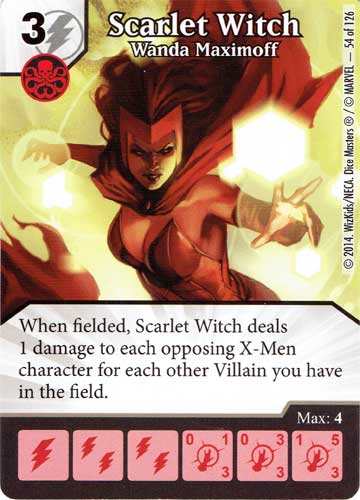 3
Scarlet Witch
Wanda Maximoff
© 2014. WizKids/NECA. Dice Masters ® / © MARVEL — 54 of 126
When fielded, Scarlet Witch deals
1 damage to each opposing X-Men
character for each other Villain you have
in the field.
Max: 4
0 1 3
0 3 3
1 5 3